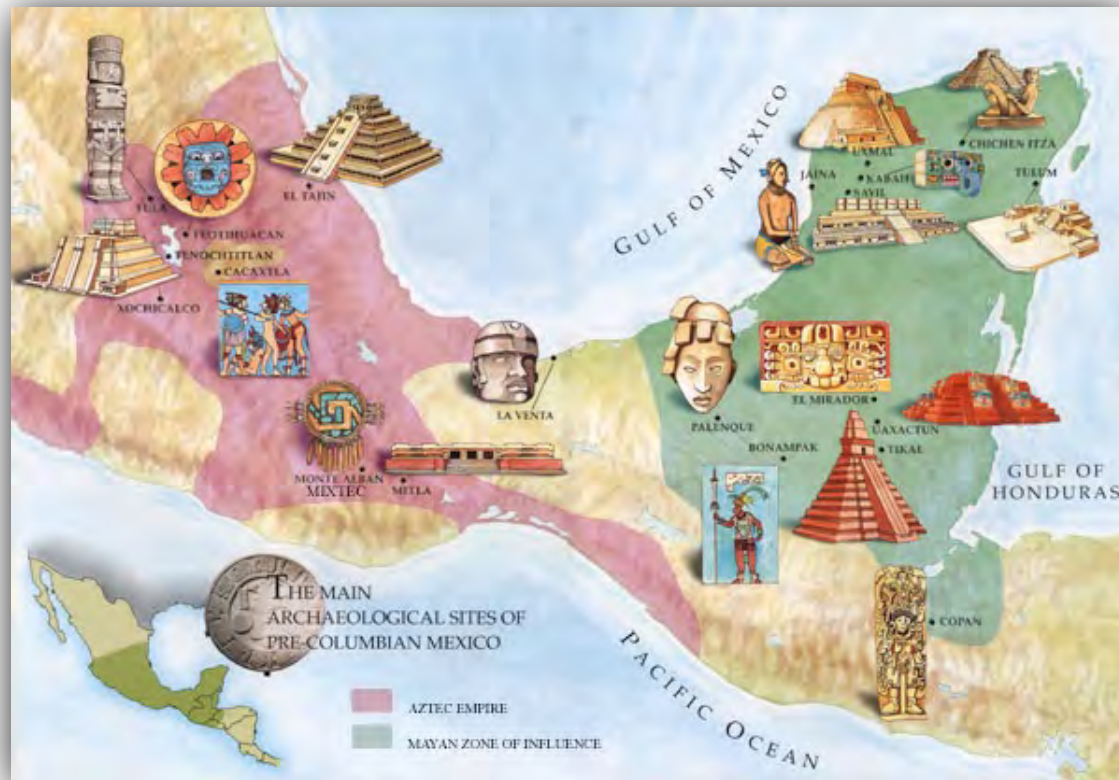 GULF OF MEXICO
UXMAL
CHICHEN ITZA
JAINA
KABAH
TULUM
SAYIL
EL TAJIN
TULA
TEOTIHUACAN
TENOCHTITLAN
CACAXTLA
XOCHICALCO
LA VENTA
EL MIRADOR
PALENQUE
UAXACTUN
BONAMPAK
TIKAL
MONTE ALBAN
MIXTEC
MITLA
GULF OF
HONDURAS
THE MAIN
ARCHAEOLOGICAL SITES OF
PRE-COLUMBIAN MEXICO
COPAN
PACIFIC OCEAN
AZTEC EMPIRE
MAYAN ZONE OF INFLUENCE